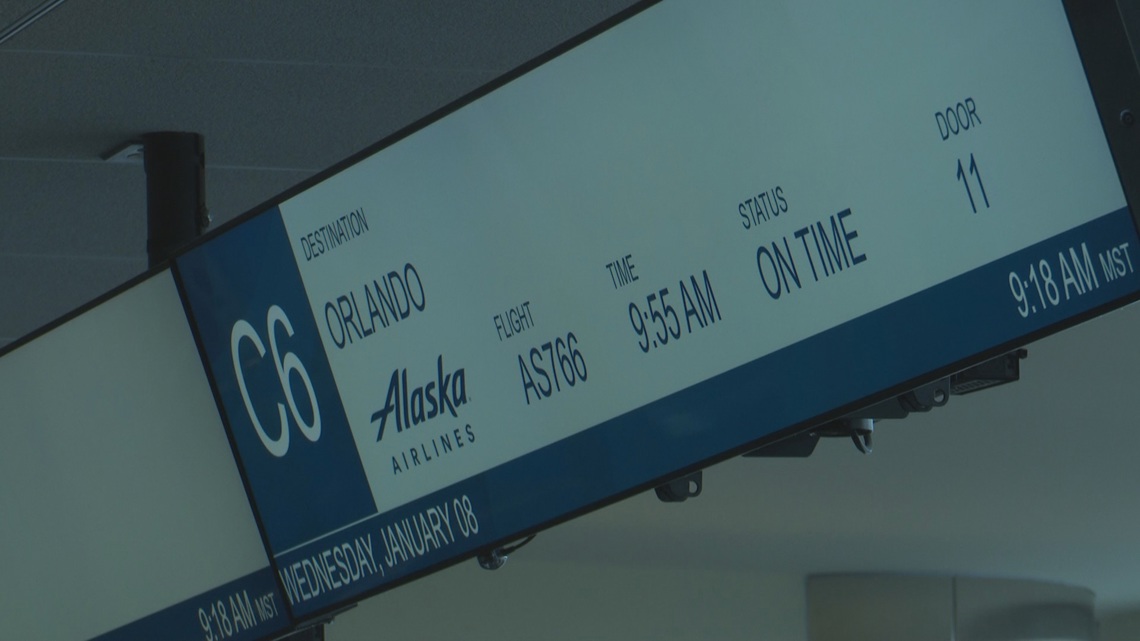 C6
DESTINATION
ORLANDO
Alaska
AIRLINES
FLIGHT
AS766
TIME
9:55 AM
STATUS
ON TIME
DOOR
11
WEDNESDAY, JANUARY 08
9:18 AM MST
9:18 AM MST